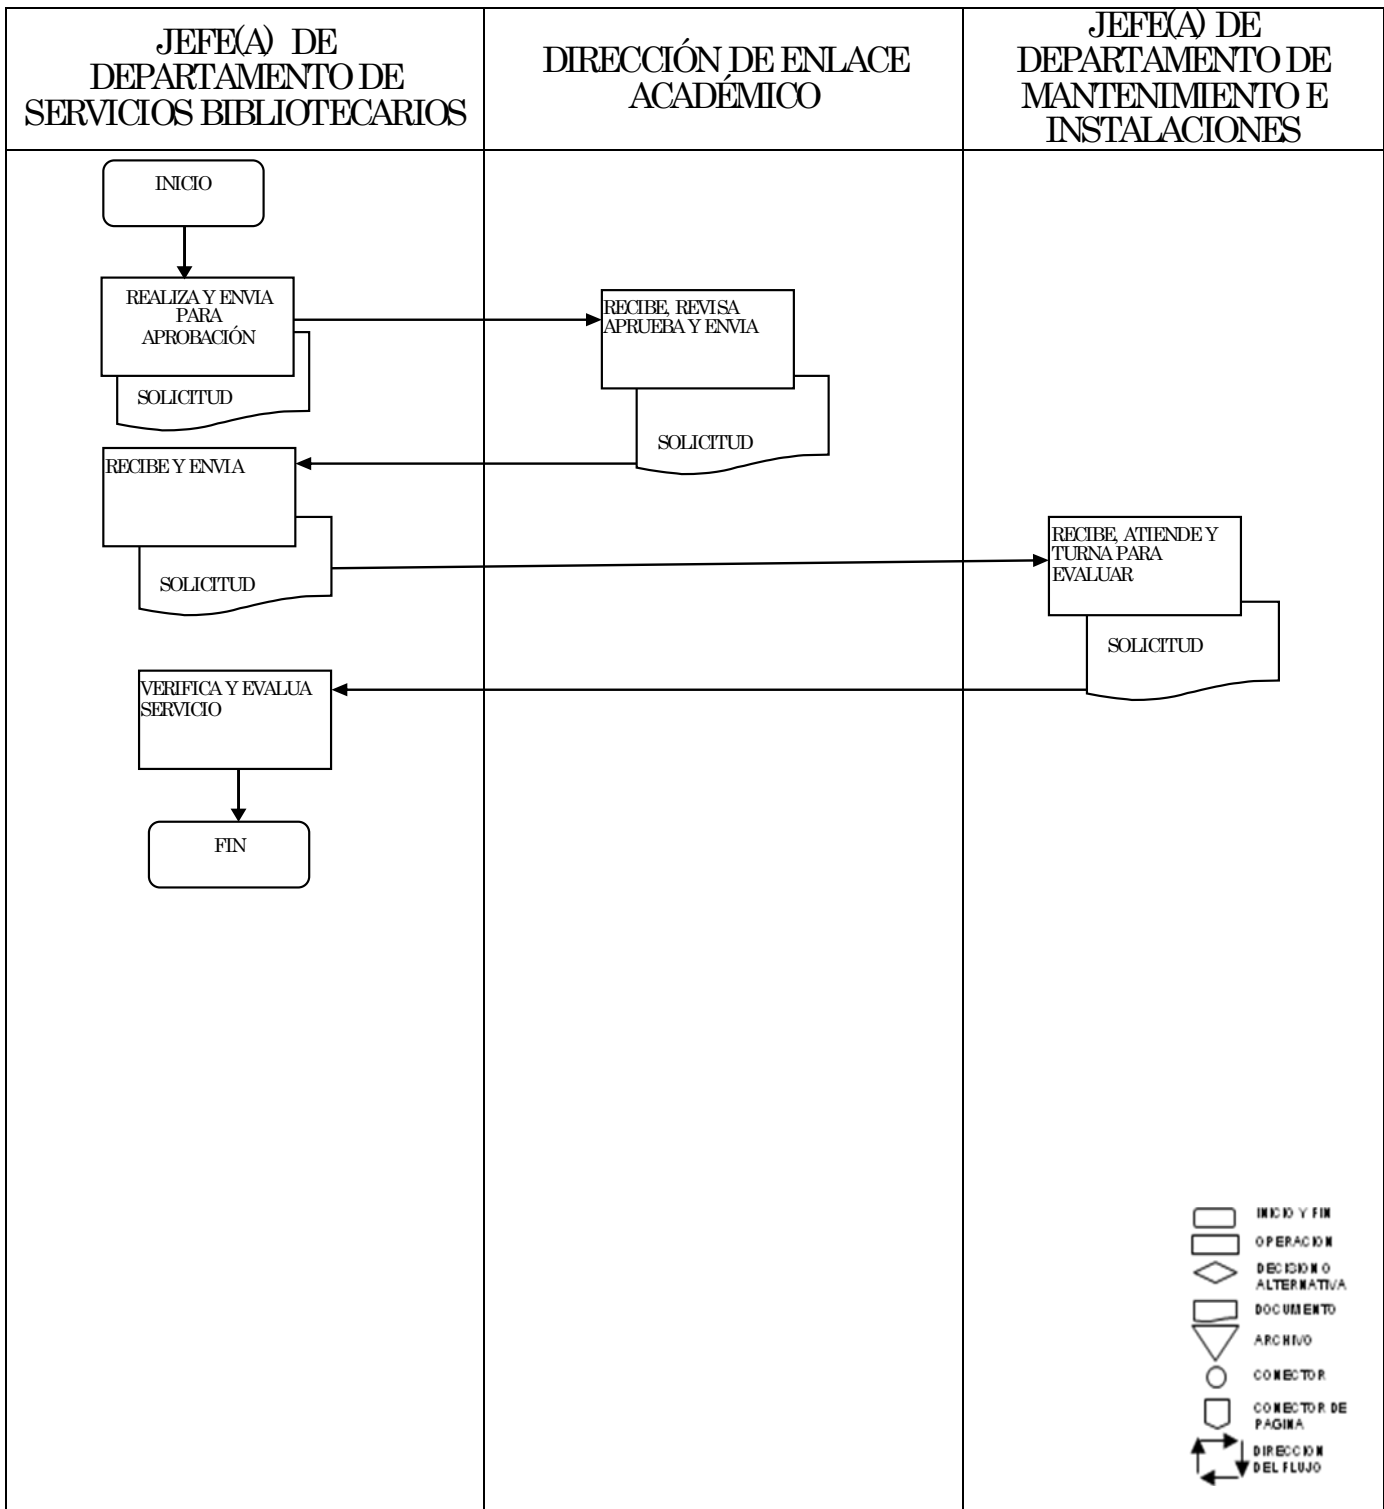 JEFE(A) DE
DEPARTAMENTO DE
SERVICIOS BIBLIOTECARIOS
DIRECCIÓN DE ENLACE
ACADÉMICO
JEFE(A) DE
DEPARTAMENTO DE
MANTENIMIENTO E
INSTALACIONES
INICIO
REALIZA Y ENVIA
PARA
APROBACIÓN
SOLICITUD
RECIBE, REVISA
APRUEBA Y ENVIA
SOLICITUD
RECIBE Y ENVIA
SOLICITUD
RECIBE, ATIENDE Y
TURNA PARA
EVALUAR
SOLICITUD
VERIFICA Y EVALUA
SERVICIO
FIN
INICIO Y FIN
OPERACION
DECISION O
ALTERNATIVA
DOCUMENTO
ARCHIVO
CONECTOR
CONECTOR DE
PAGINA
DIRECCION
DEL FLUJO